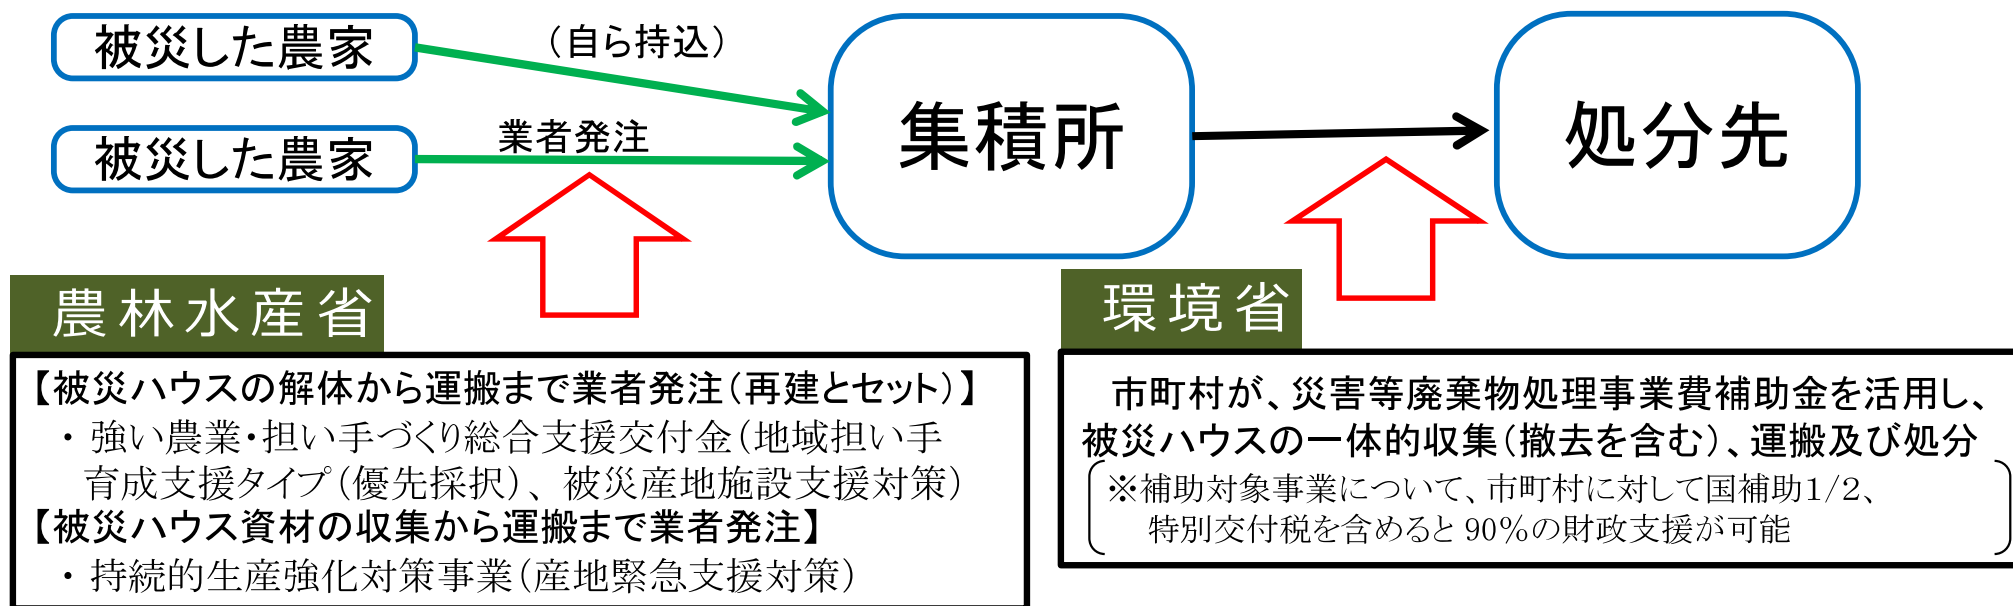 被災した農家
(自ら持込)
被災した農家
業者発注
集積所
処分先
農林水産省
【被災ハウスの解体から運搬まで業者発注(再建とセット)】
・強い農業・担い手づくり総合支援交付金(地域担い手
育成支援タイプ(優先採択)、被災産地施設支援対策)
【被災ハウス資材の収集から運搬まで業者発注】
・持続的生産強化対策事業(産地緊急支援対策)
環境省
市町村が、災害等廃棄物処理事業費補助金を活用し、
被災ハウスの一体的収集(撤去を含む)、運搬及び処分
※補助対象事業について、市町村に対して国補助1/2、
特別交付税を含めると90%の財政支援が可能